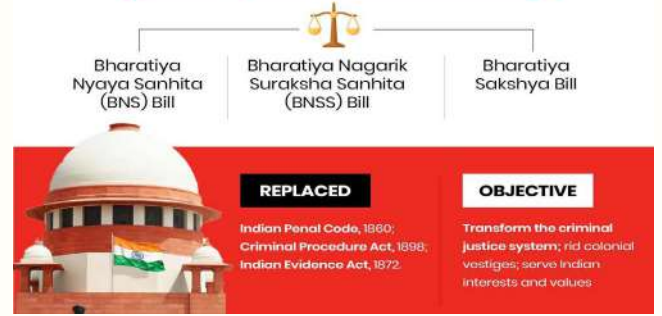 Bharatiya
Nyaya Sanhita
(BNS) Bill
Bharatiya Nagarik
Suraksha Sanhita
(BNSS) Bill
Bharatiya
Sakshya Bill
REPLACED
Indian Penal Code, 1860;
Criminal Procedure Act, 1898;
Indian Evidence Act, 1872.
OBJECTIVE
Transform the criminal
justice system; rid colonial
vestiges; serve Indian
interests and values